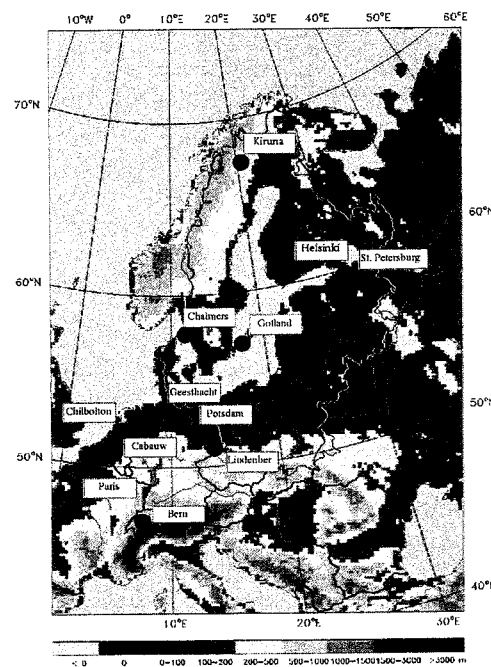 10°W 0° 10°E 20°E 30°E 40°E 50°E 60°E
70°N
Kiruna
60°N
Helsinki
St. Petersburg
60°N
Chalmers
Gotland
50°N
Geesthacht
Chilbolton
Potsdam
Cabauw
50°N
Lindenber
Paris
Bern
40°N
10°E 20°E 30°E
< 0 0 0-100 100-200 200-500 500-1000 1000-1500 1500-3000 >3000 m